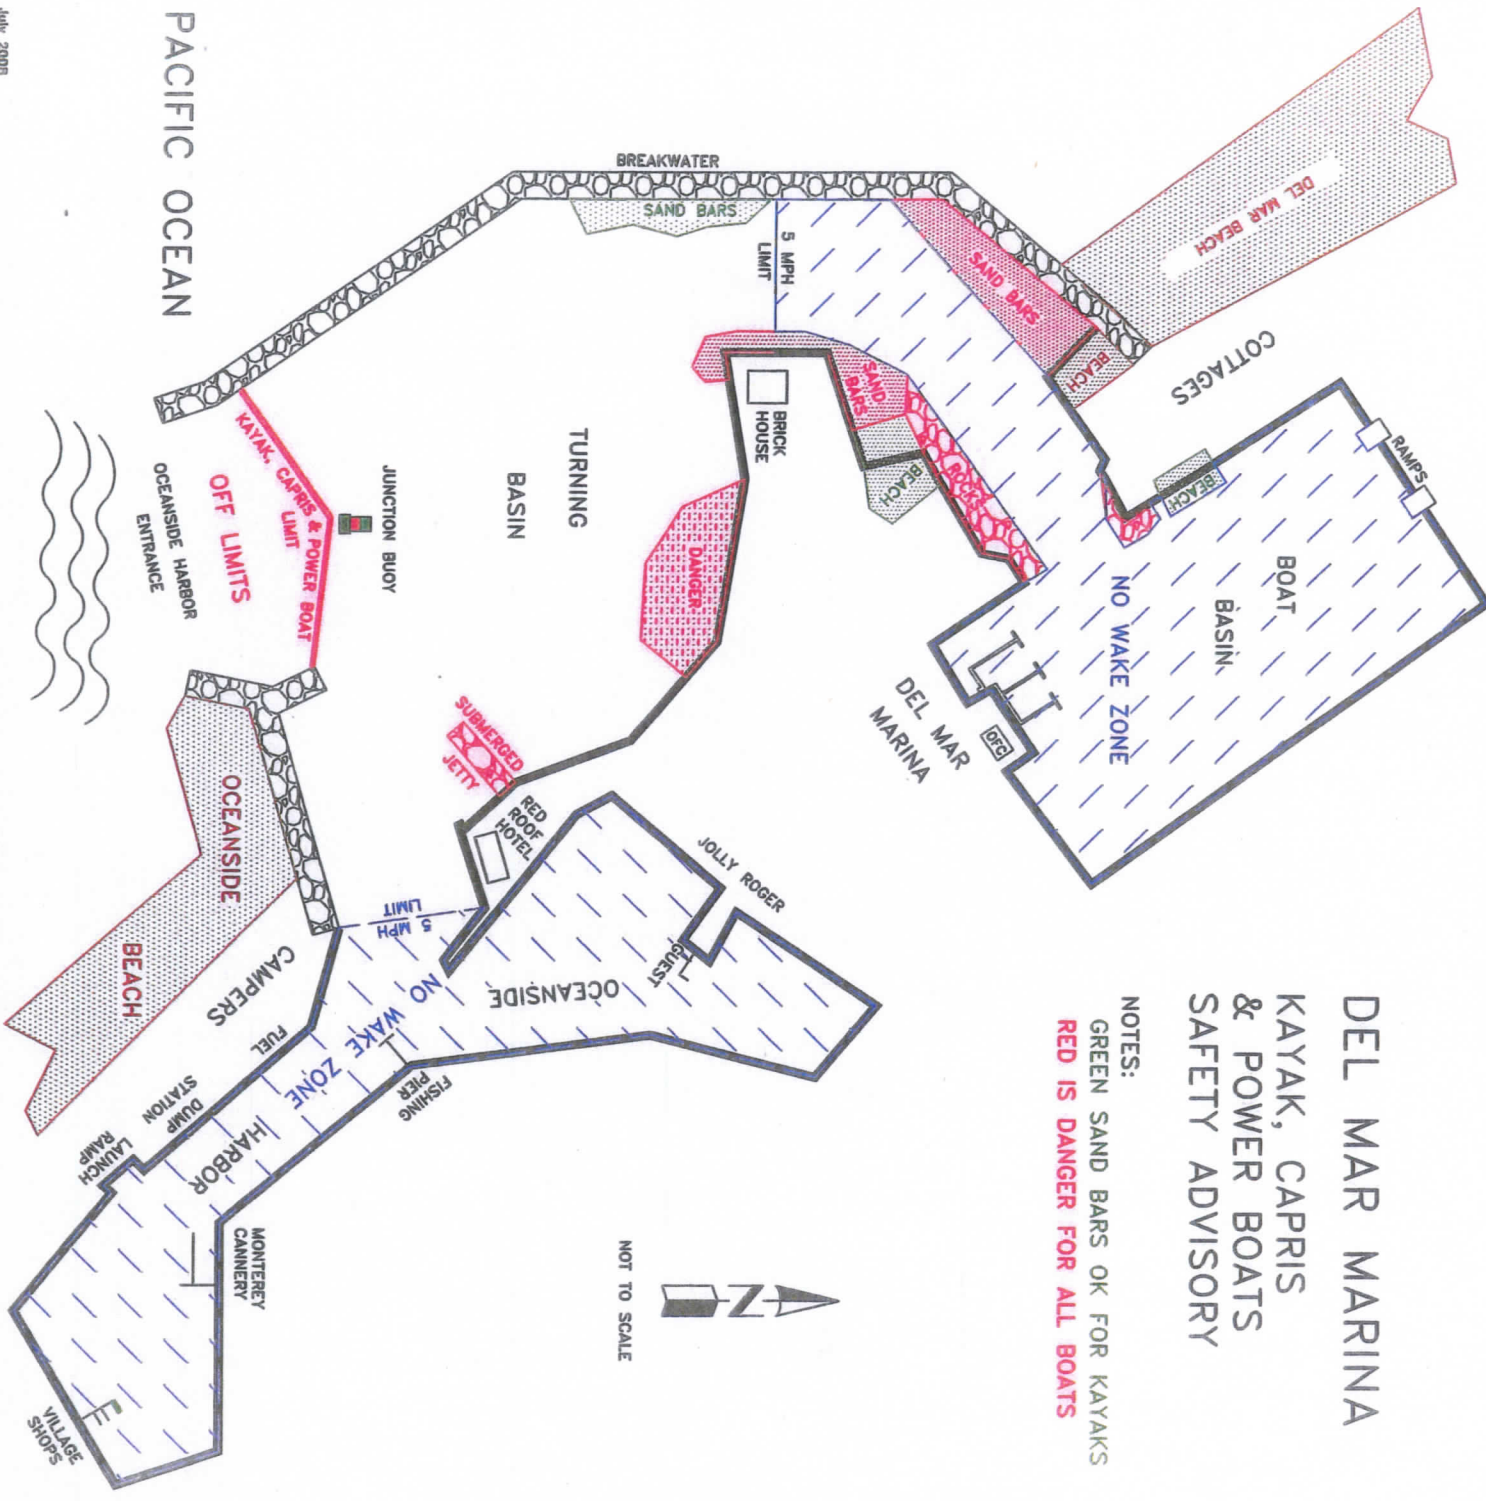 DEL MAR MARINA
KAYAK, CAPRIS
& POWER BOATS
SAFETY ADVISORY
NOTES:
GREEN SAND BARS OK FOR KAYAKS
RED IS DANGER FOR ALL BOATS
N
NOT TO SCALE
DEL MAR BEACH
COTTAGES
RAMPS
BEACH
BEACH
BOAT
BASIN
NO WAKE ZONE
SAND BARS
5 MPH
LIMIT
SAND
BARS
ROCKS
BEACH
OFC
DEL MAR
MARINA
BREAKWATER
SAND BARS
BRICK
HOUSE
TURNING
BASIN
DANGER
JUNCTION BUOY
KAYAK, CAPRIS & POWER BOAT
LIMIT
OFF LIMITS
OCEANSIDE HARBOR
ENTRANCE
PACIFIC OCEAN
SUBMERGED
JETTY
RED
ROOF
HOTEL
JOLLY ROGER
GUEST
OCEANSIDE
5 MPH
LIMIT
NO WAKE ZONE
HARBOR
OCEANSIDE
BEACH
CAMPERS
FUEL
DUMP
STATION
LAUNCH
RAMP
FISHING
PIER
MONTEREY
CANNERY
VILLAGE
SHOPS
July 2008